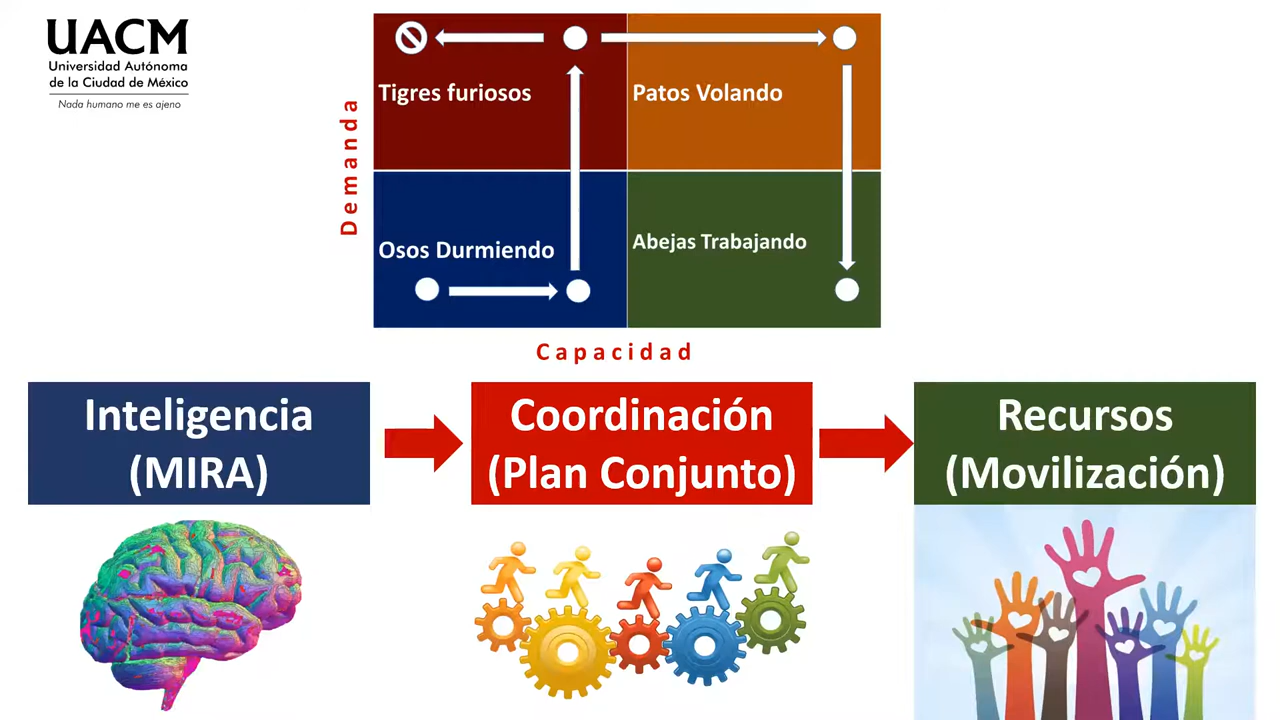 UACM
Universidad Autónoma
de la Ciudad de México
Nada humano me es ajeno
Demanda
Tigres furiosos
Patos Volando
Osos Durmiendo
Abejas Trabajando
Capacidad
Inteligencia
(MIRA)
Coordinación
(Plan Conjunto)
Recursos
(Movilización)